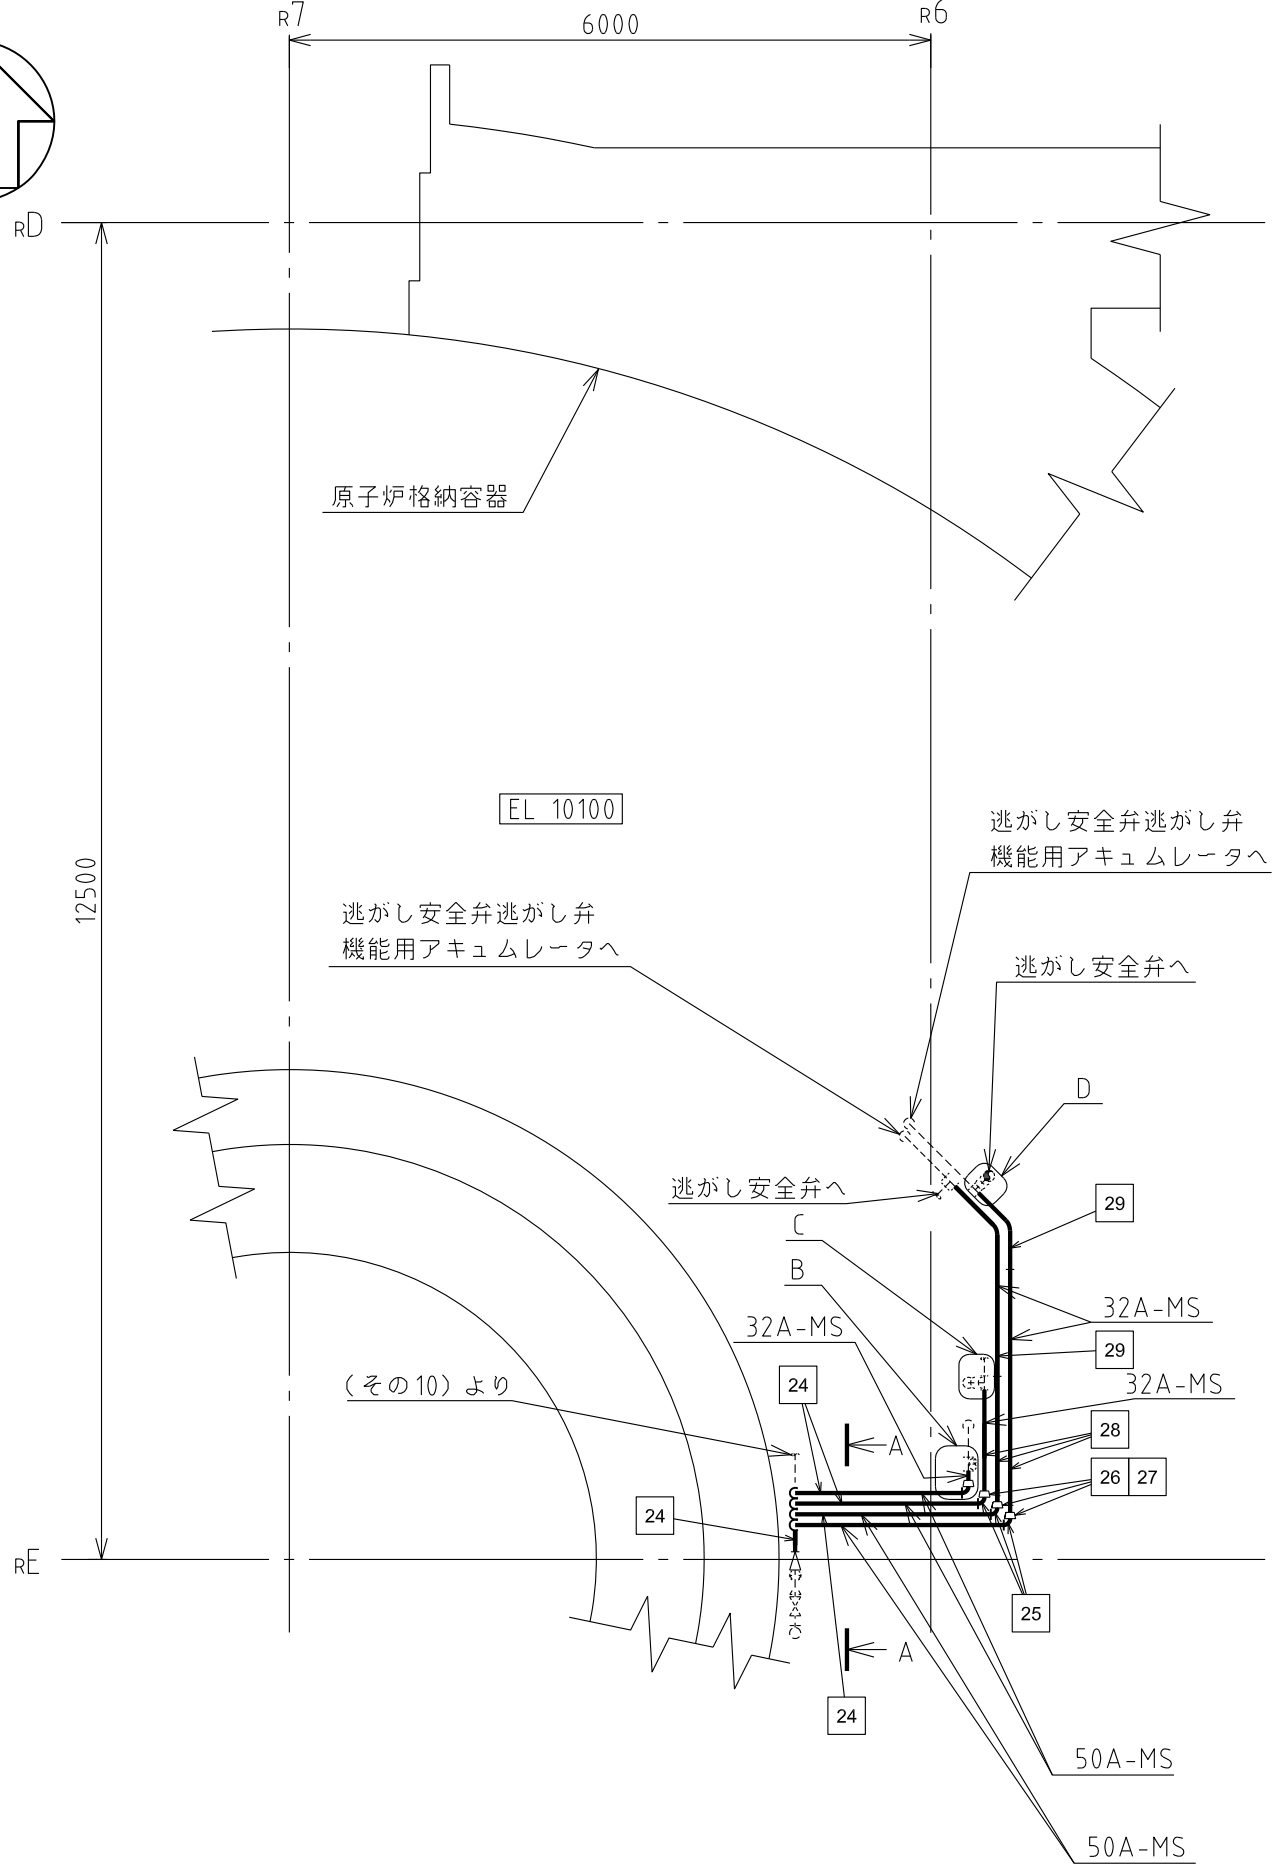 R7
6000
R6
RD
原子炉格納容器
EL 10100
12500
逃がし安全弁逃がし弁
機能用アキュムレータへ
逃がし安全弁逃がし弁
機能用アキュムレータへ
逃がし安全弁へ
D
逃がし安全弁へ
29
C
B
32A-MS
32A-MS
29
(その10)より
24
32A-MS
A
28
26 27
24
RE
25
A
24
50A-MS
50A-MS